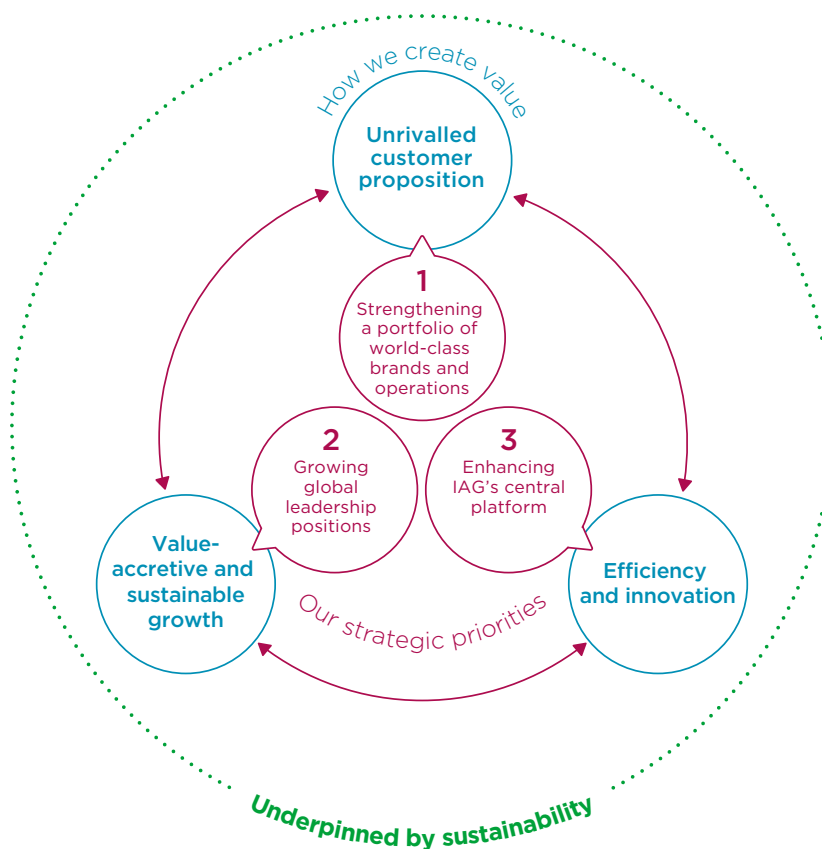 How we create value
Unrivalled
customer
proposition
1
Strengthening
a portfolio of
world-class
brands and
operations
2
Growing
global
leadership
positions
3
Enhancing
IAG's central
platform
Value-
accretive and
sustainable
growth
Efficiency
and innovation
Our strategic priorities
Underpinned by sustainability